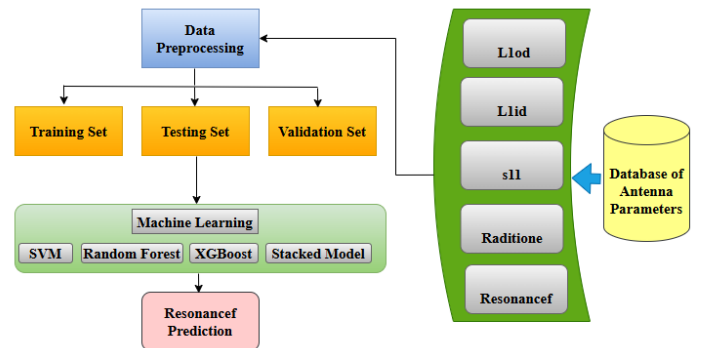 Data
Preprocessing
Training Set
Testing Set
Validation Set
Machine Learning
SVM
Random Forest
XGBoost
Stacked Model
Resonancef
Prediction
L1od
L1id
s11
Raditione
Resonancef
Database of
Antenna
Parameters